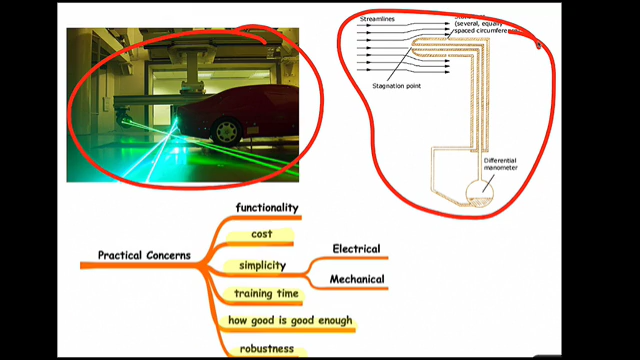 Streamlines
(several, equally
spaced circumferen
Stagnation point
Differential
manometer
functionality
cost
Practical Concerns
simplicity
Electrical
Mechanical
training time
how good is good enough
robustness